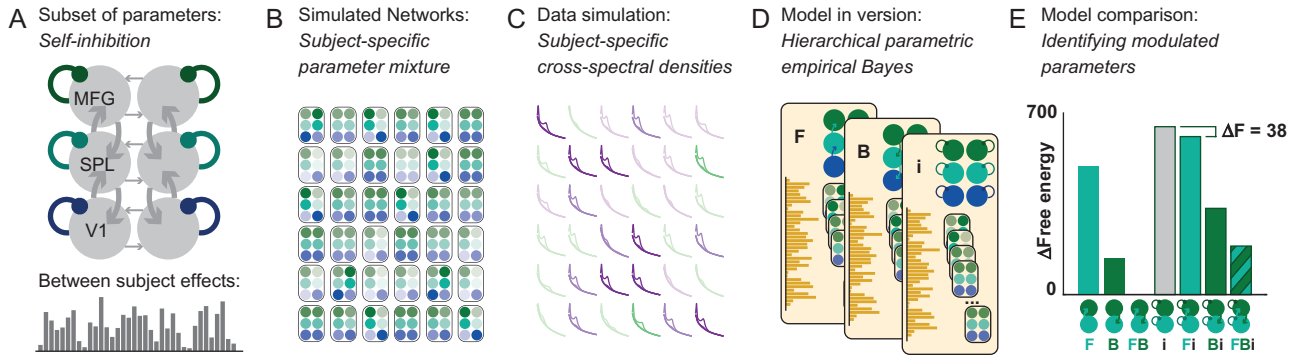 A Subset of parameters:
Self-inhibition
MFG
SPL
V1
Between subject effects:
B Simulated Networks:
Subject-specific
parameter mixture
C Data simulation:
Subject-specific
cross-spectral densities
D Model in version:
Hierarchical parametric
empirical Bayes
F
B
i
...
E Model comparison:
Identifying modulated
parameters
700
ΔF = 38
ΔFree energy
0
F B FB i Fi Bi FBi